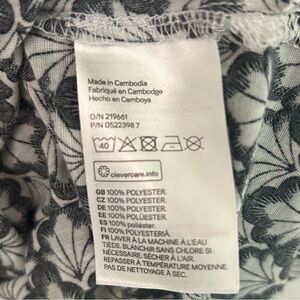 Made in Cambodia
Fabriqué en Cambodge
Hecho en Camboya
O/N 219661
P/N 05223987
40
clevercare.info
GB 100% POLYESTER.
CZ 100% POLYESTER.
DE 100% POLYESTER.
EE 100% POLÜESTER.
ES 100% poliéster.
FI 100% POLYESTERIÄ.
FR LAVER À LA MACHINE À L'EAU
TIÈDE. BLANCHIR SANS CHLORE SI
NÉCESSAIRE. SÉCHER À L'AIR.
REPASSER À TEMPÉRATURE MOYENNE.
PAS DE NETTOYAGE À SEC.